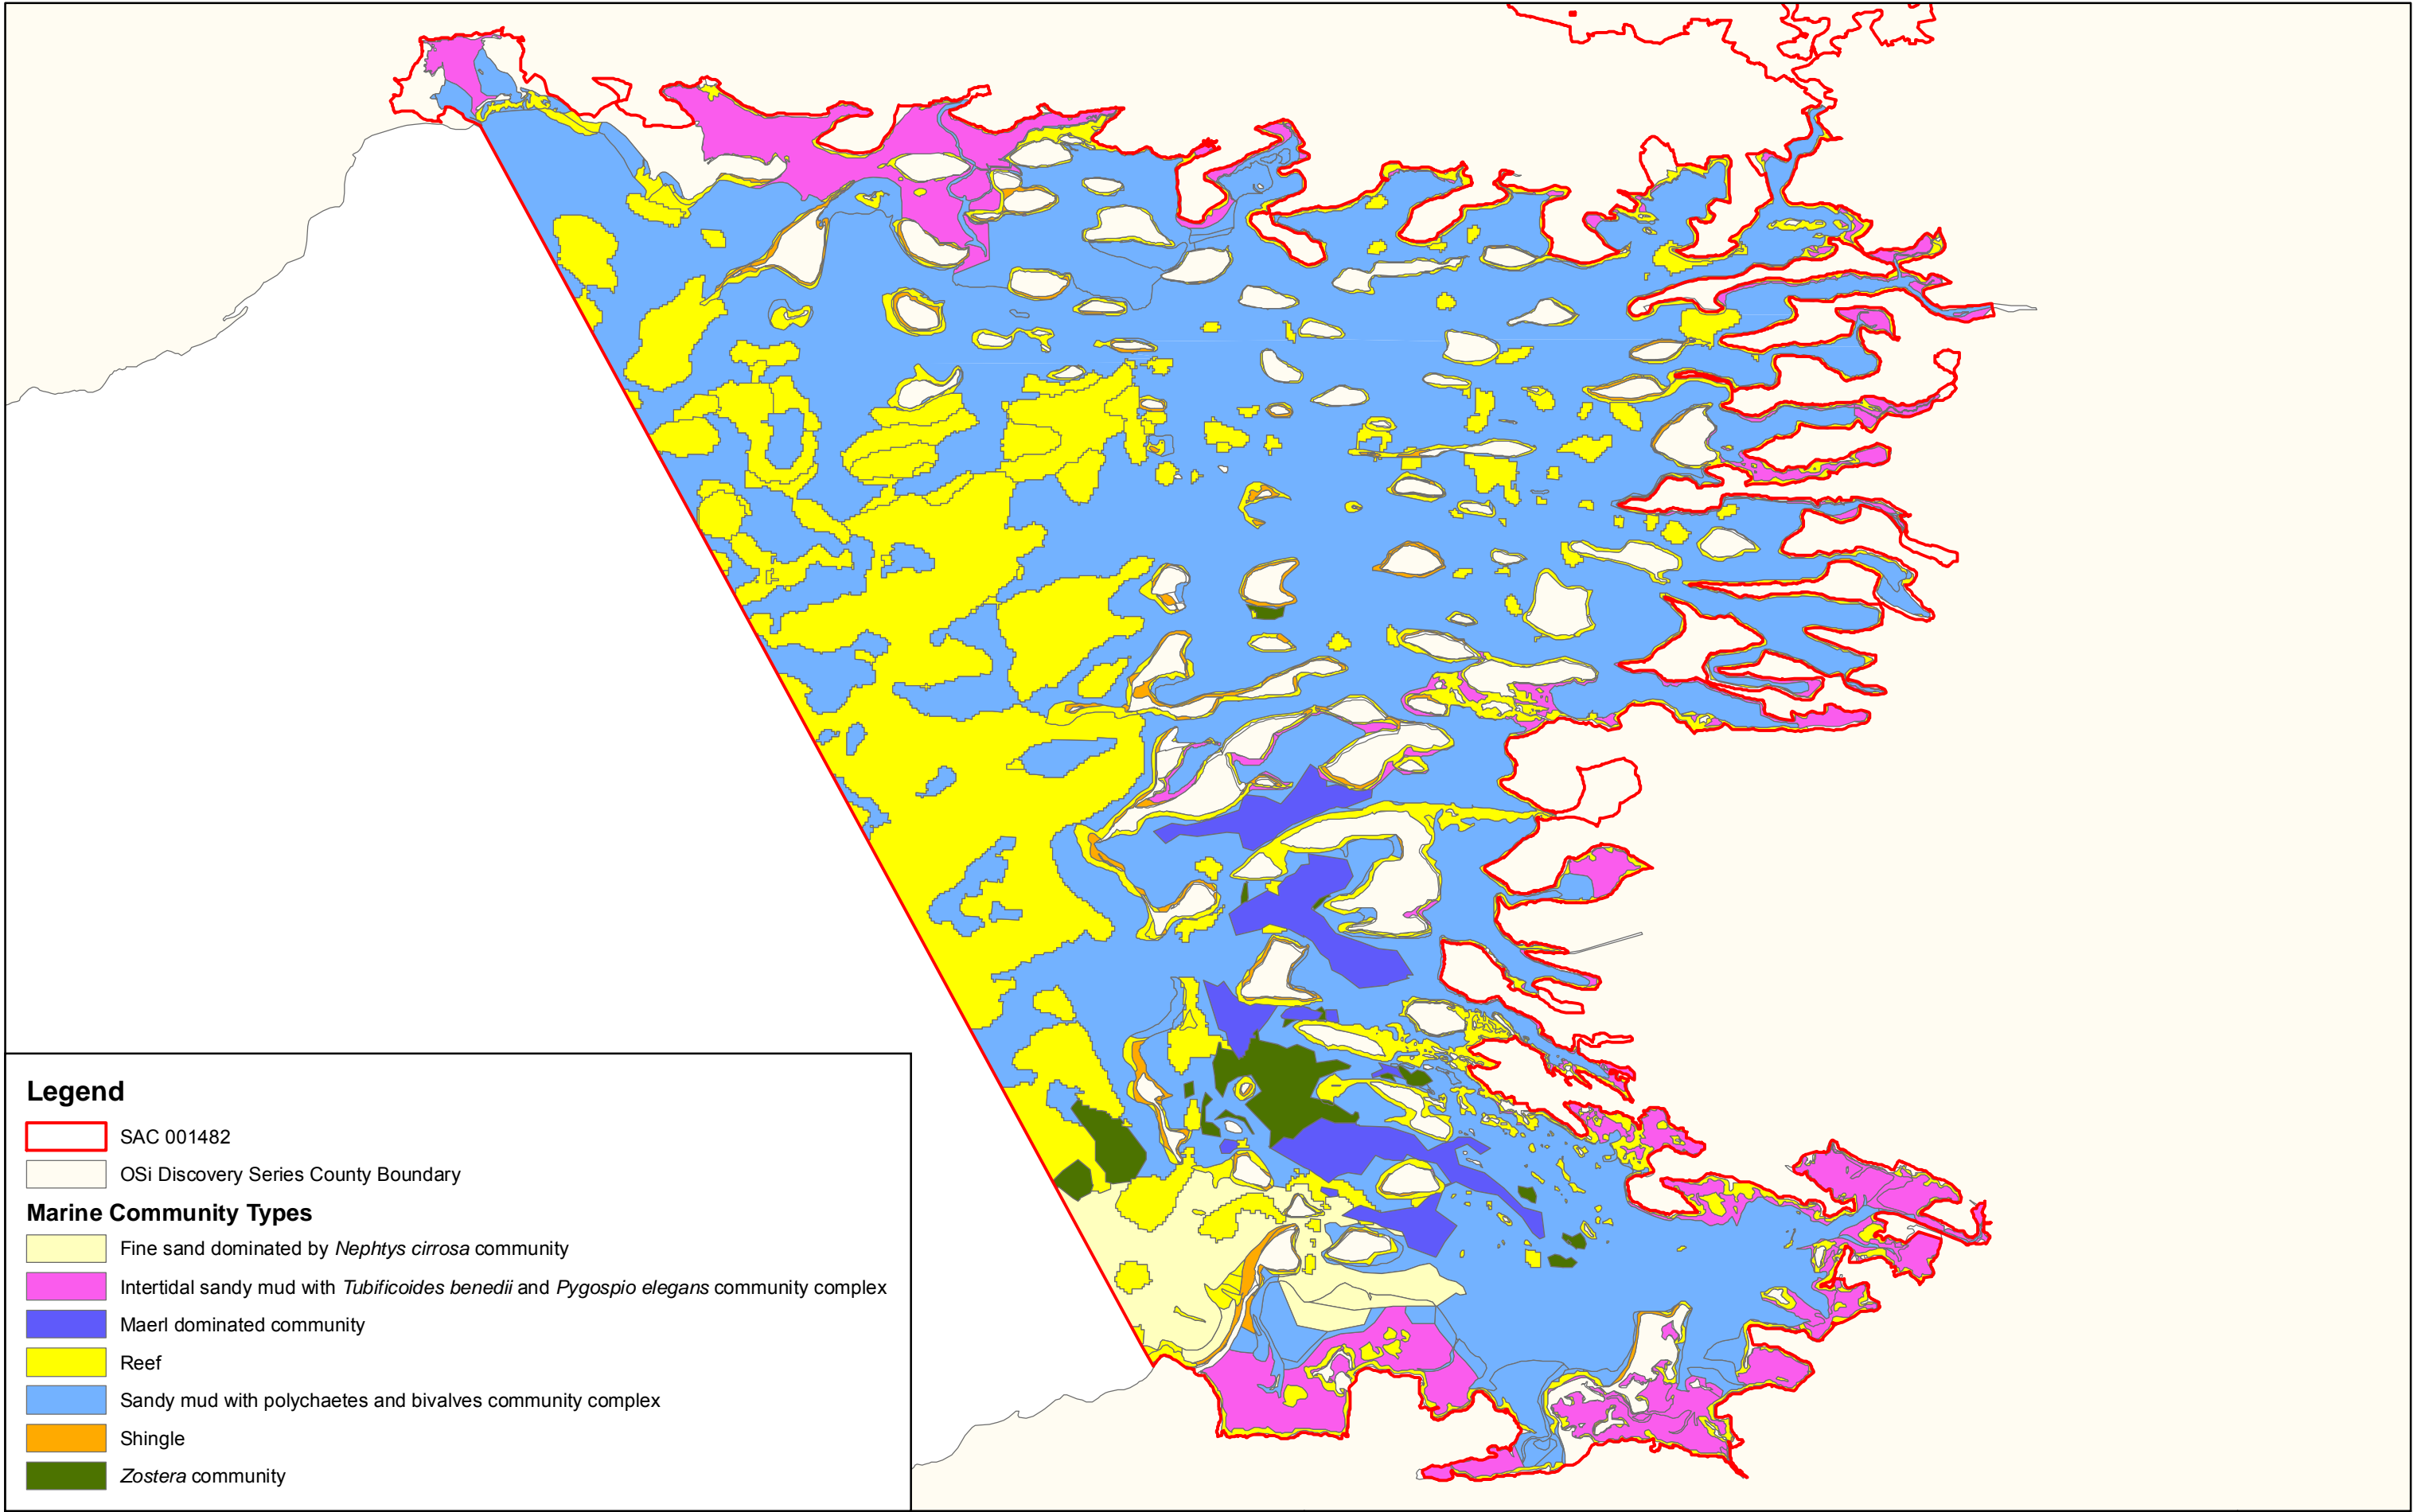 Legend
SAC 001482
OSi Discovery Series County Boundary
Marine Community Types
Fine sand dominated by Nephtys cirrosa community
Intertidal sandy mud with Tubificoides benedii and Pygospio elegans community complex
Maerl dominated community
Reef
Sandy mud with polychaetes and bivalves community complex
Shingle
Zostera community